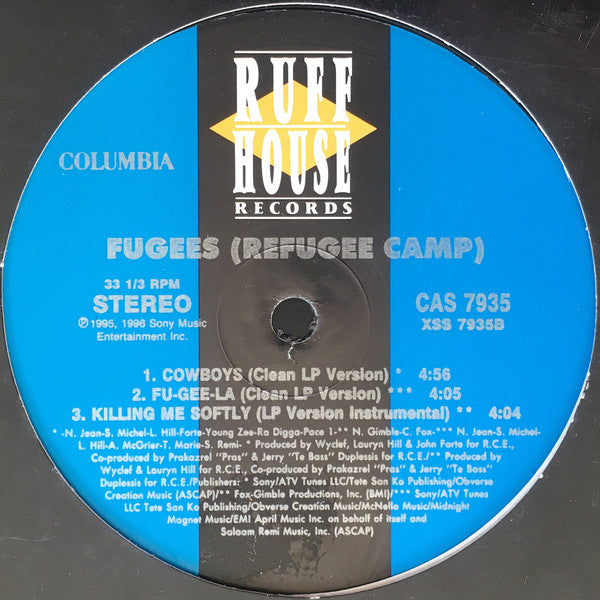 RUFF
HOUSE
RECORDS
COLUMBIA
FUGEES (REFUGEE CAMP)
33 1/3 RPM
STEREO
℗ 1995, 1996 Sony Music
Entertainment Inc.
CAS 7935
XSS 7935B
1. COWBOYS (Clean LP Version) * 4:56
2. FU-GEE-LA (Clean LP Version) *** 4:05
3. KILLING ME SOFTLY (LP Version Instrumental) ** 4:04
* -N. Jean-S. Michel-L. Hill-Forte-Young Zee-Ra Digga-Pace 1-** N. Gimble-C. Fox-*** N. Jean-S. Michel-
L. Hill-A. McGrier-T. Marie-S. Remi- * Produced by Wyclef, Lauryn Hill & John Forte for R.C.E.,
Co-produced by Prakazrel "Pras" & Jerry "Te Bass" Duplessis for R.C.E./** Produced by
Wyclef & Lauryn Hill for R.C.E., Co-produced by Prakazrel "Pras" & Jerry "Te Bass"
Duplessis for R.C.E./Publishers: * Sony/ATV Tunes LLC/Tete San Ko Publishing/Obverse
Creation Music (ASCAP)/** Fox-Gimble Productions, Inc. (BMI)/*** Sony/ATV Tunes
LLC Tete San Ko Publishing/Obverse Creation Music/McNella Music/Midnight
Magnet Music/EMI April Music Inc. on behalf of itself and
Salaam Remi Music, Inc. (ASCAP)